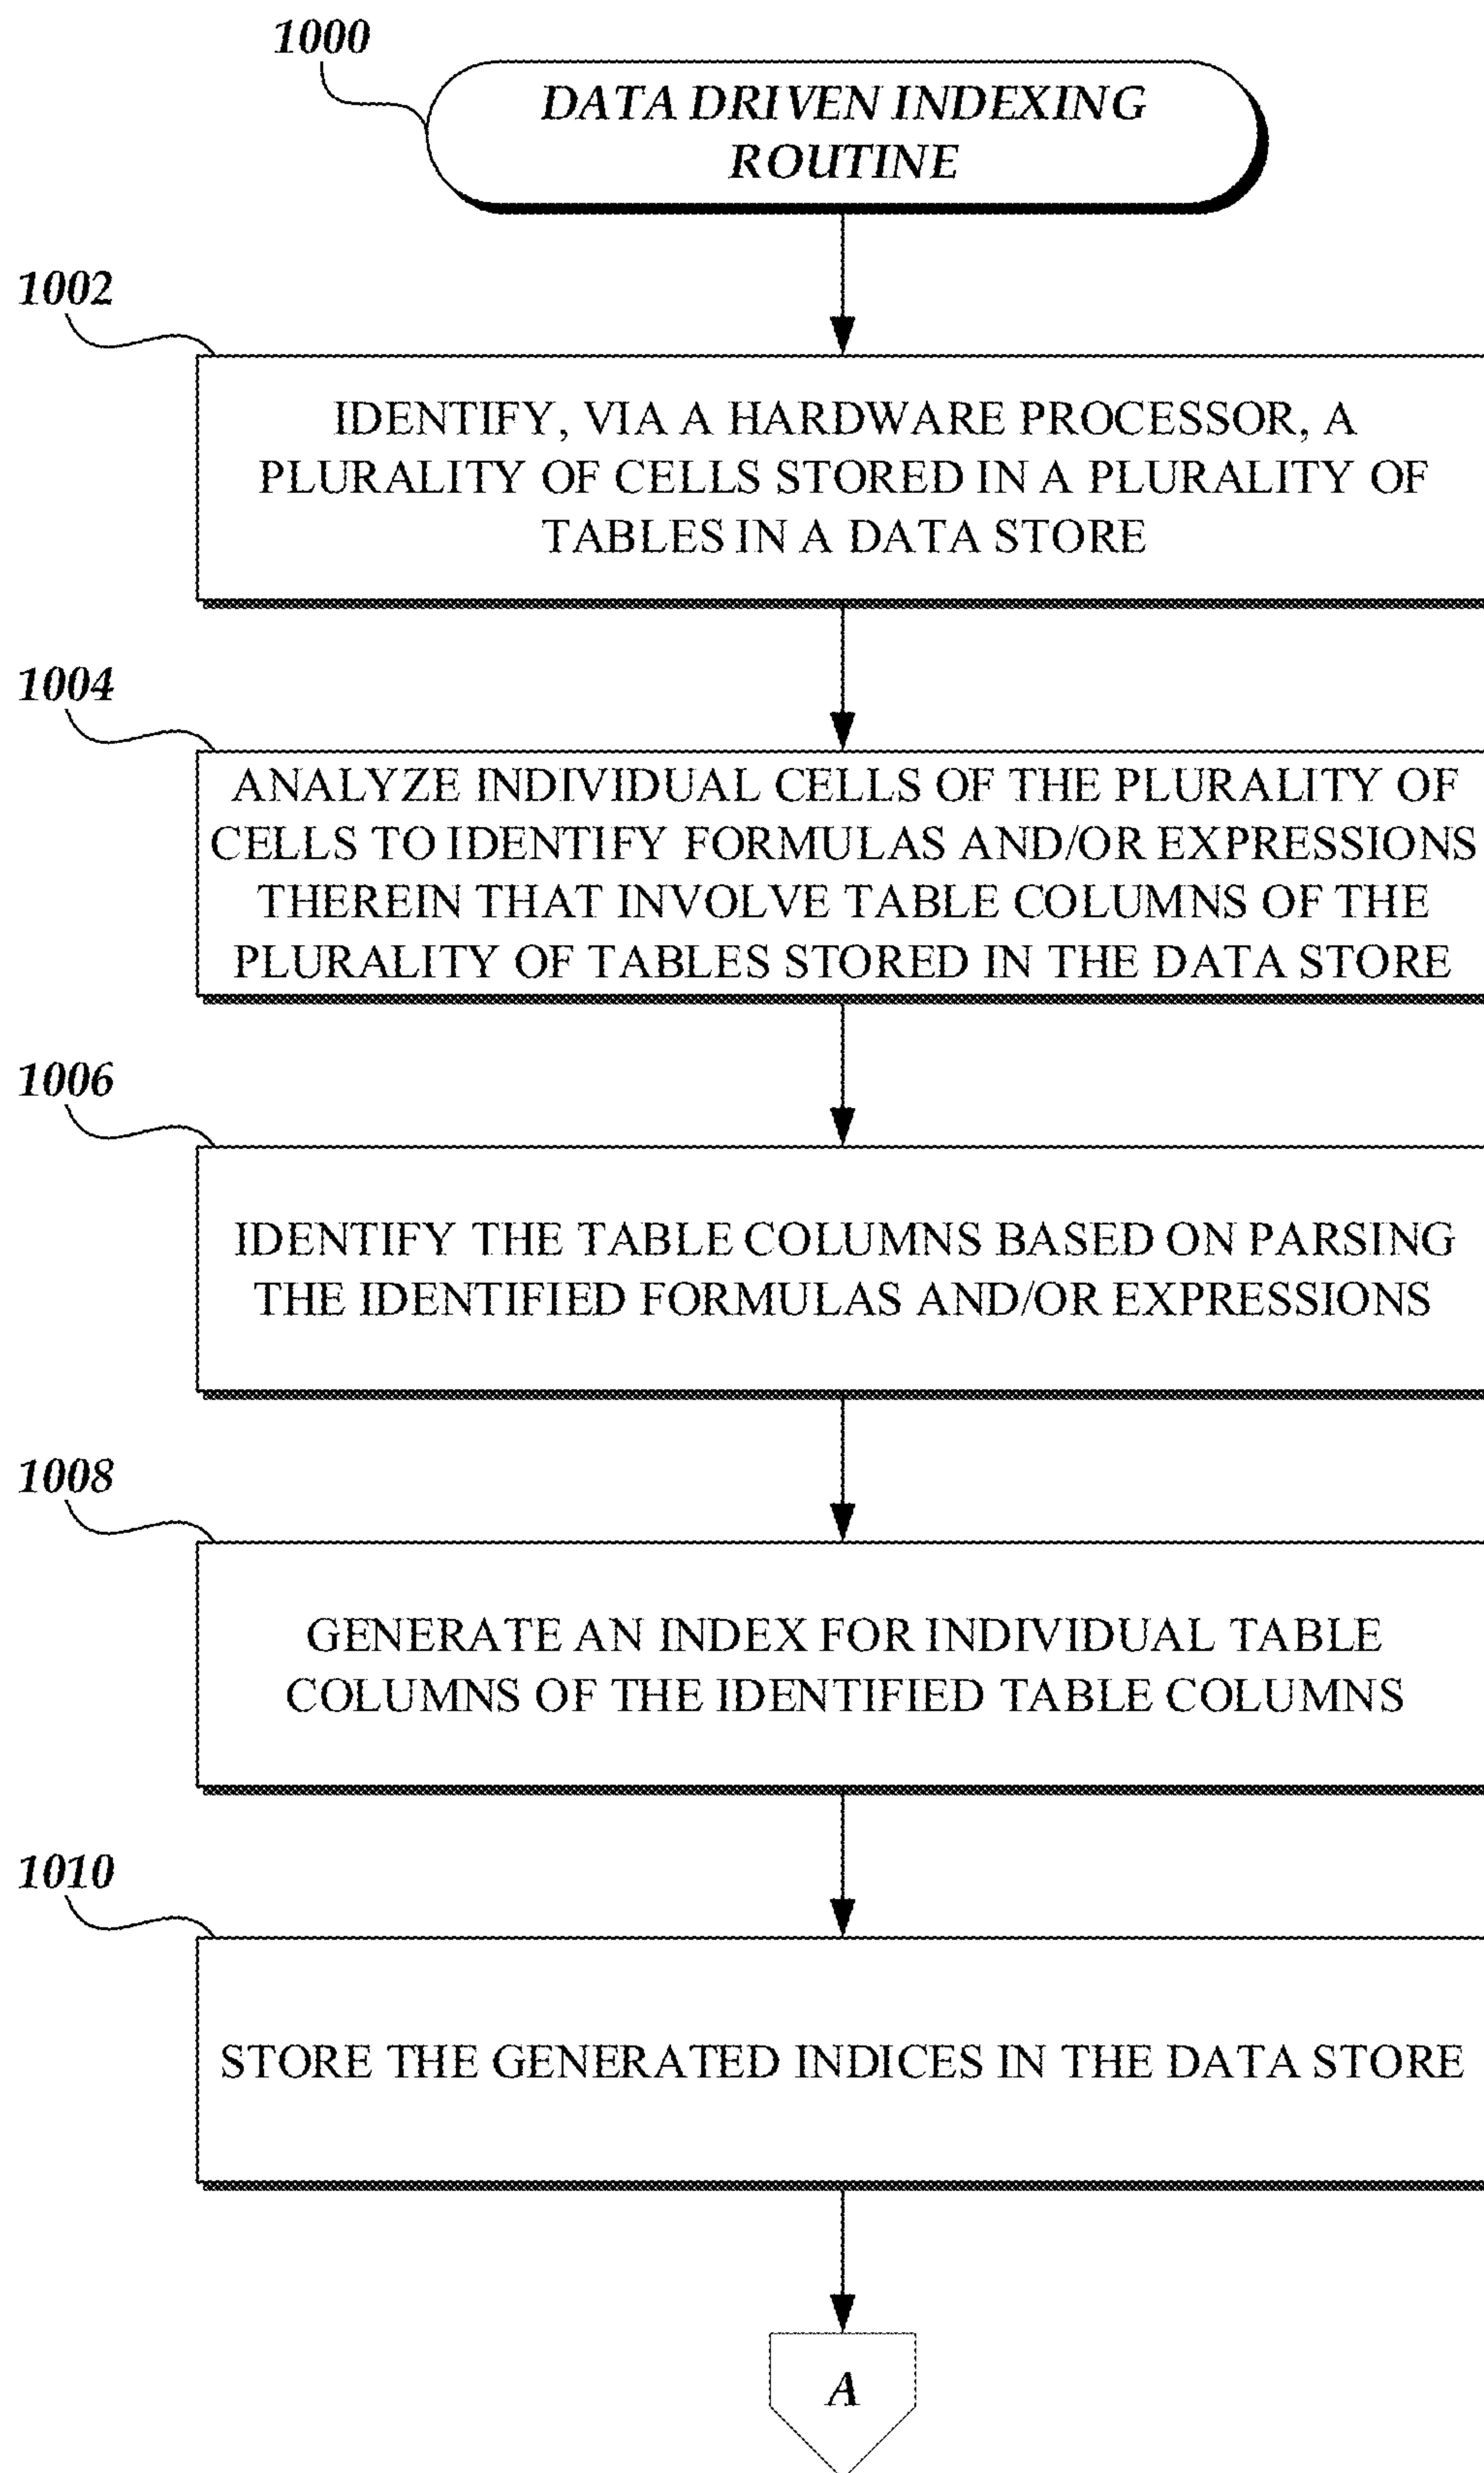 1000
DATA DRIVEN INDEXING
ROUTINE
1002
IDENTIFY, VIA A HARDWARE PROCESSOR, A
PLURALITY OF CELLS STORED IN A PLURALITY OF
TABLES IN A DATA STORE
1004
ANALYZE INDIVIDUAL CELLS OF THE PLURALITY OF
CELLS TO IDENTIFY FORMULAS AND/OR EXPRESSIONS
THEREIN THAT INVOLVE TABLE COLUMNS OF THE
PLURALITY OF TABLES STORED IN THE DATA STORE
1006
IDENTIFY THE TABLE COLUMNS BASED ON PARSING
THE IDENTIFIED FORMULAS AND/OR EXPRESSIONS
1008
GENERATE AN INDEX FOR INDIVIDUAL TABLE
COLUMNS OF THE IDENTIFIED TABLE COLUMNS
1010
STORE THE GENERATED INDICES IN THE DATA STORE
A